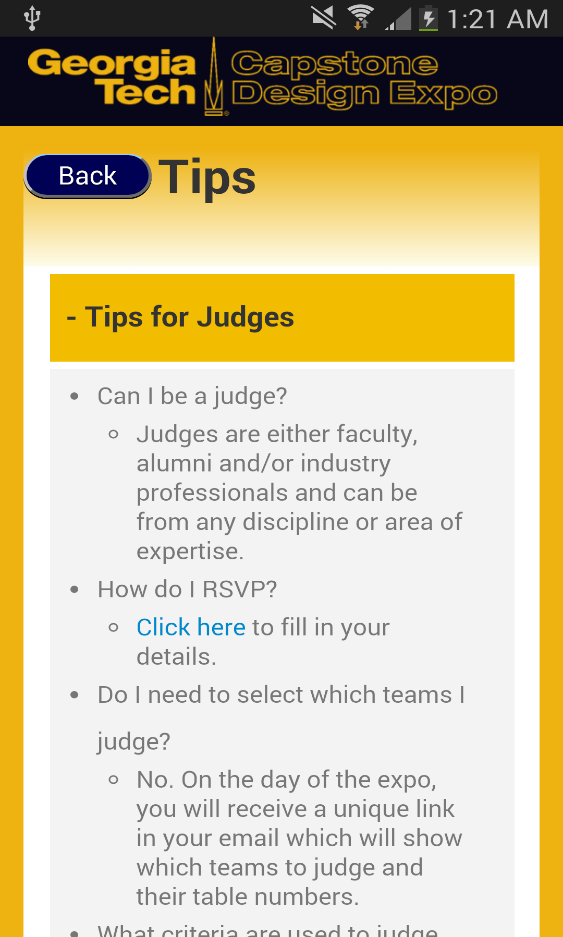 1:21 AM
Georgia Tech
Capstone Design Expo
Back
Tips
- Tips for Judges
• Can I be a judge?
Judges are either faculty,
alumni and/or industry
professionals and can be
from any discipline or area of
expertise.
• How do I RSVP?
Click here to fill in your
details.
• Do I need to select which teams I
judge?
No. On the day of the expo,
you will receive a unique link
in your email which will show
which teams to judge and
their table numbers.
• What criteria are used to judge